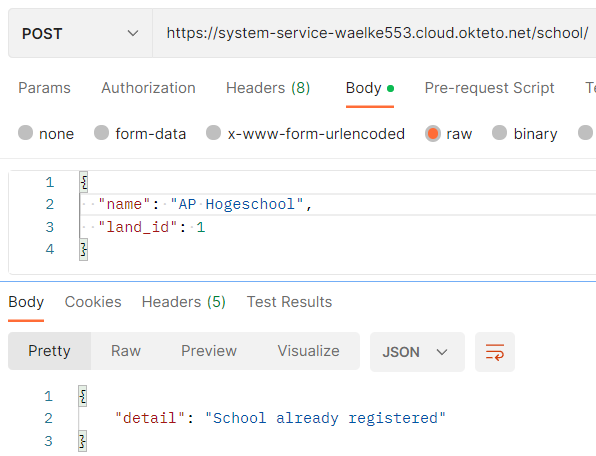 POST https://system-service-waelke553.cloud.okteto.net/school/
Params Authorization Headers (8) Body Pre-request Script
none form-data x-www-form-urlencoded raw binary
1 {
2 "name": "AP Hogeschool",
3 "land_id": 1
4 }
Body Cookies Headers (5) Test Results
Pretty Raw Preview Visualize JSON
1 {
2 "detail": "School already registered"
3 }